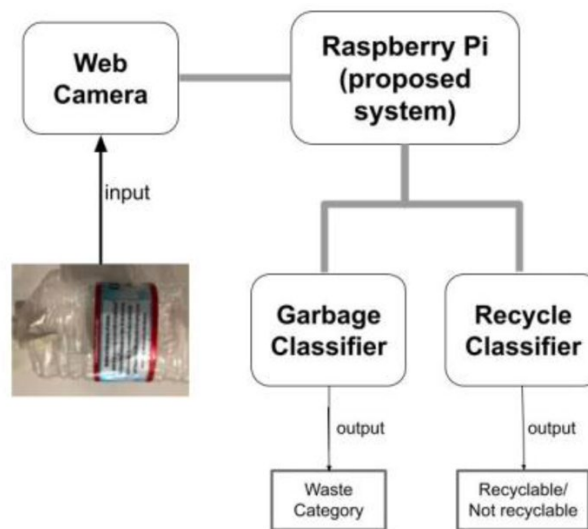 Web
Camera
Raspberry Pi
(proposed
system)
input
Garbage
Classifier
Recycle
Classifier
output
output
Waste
Category
Recyclable/
Not recyclable